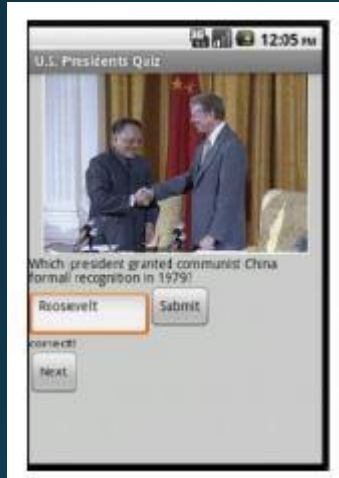 12:05 PM
U.S. Presidents Quiz
Which president granted communist China
formal recognition in 1979?
Roosevelt Submit
correct!
Next